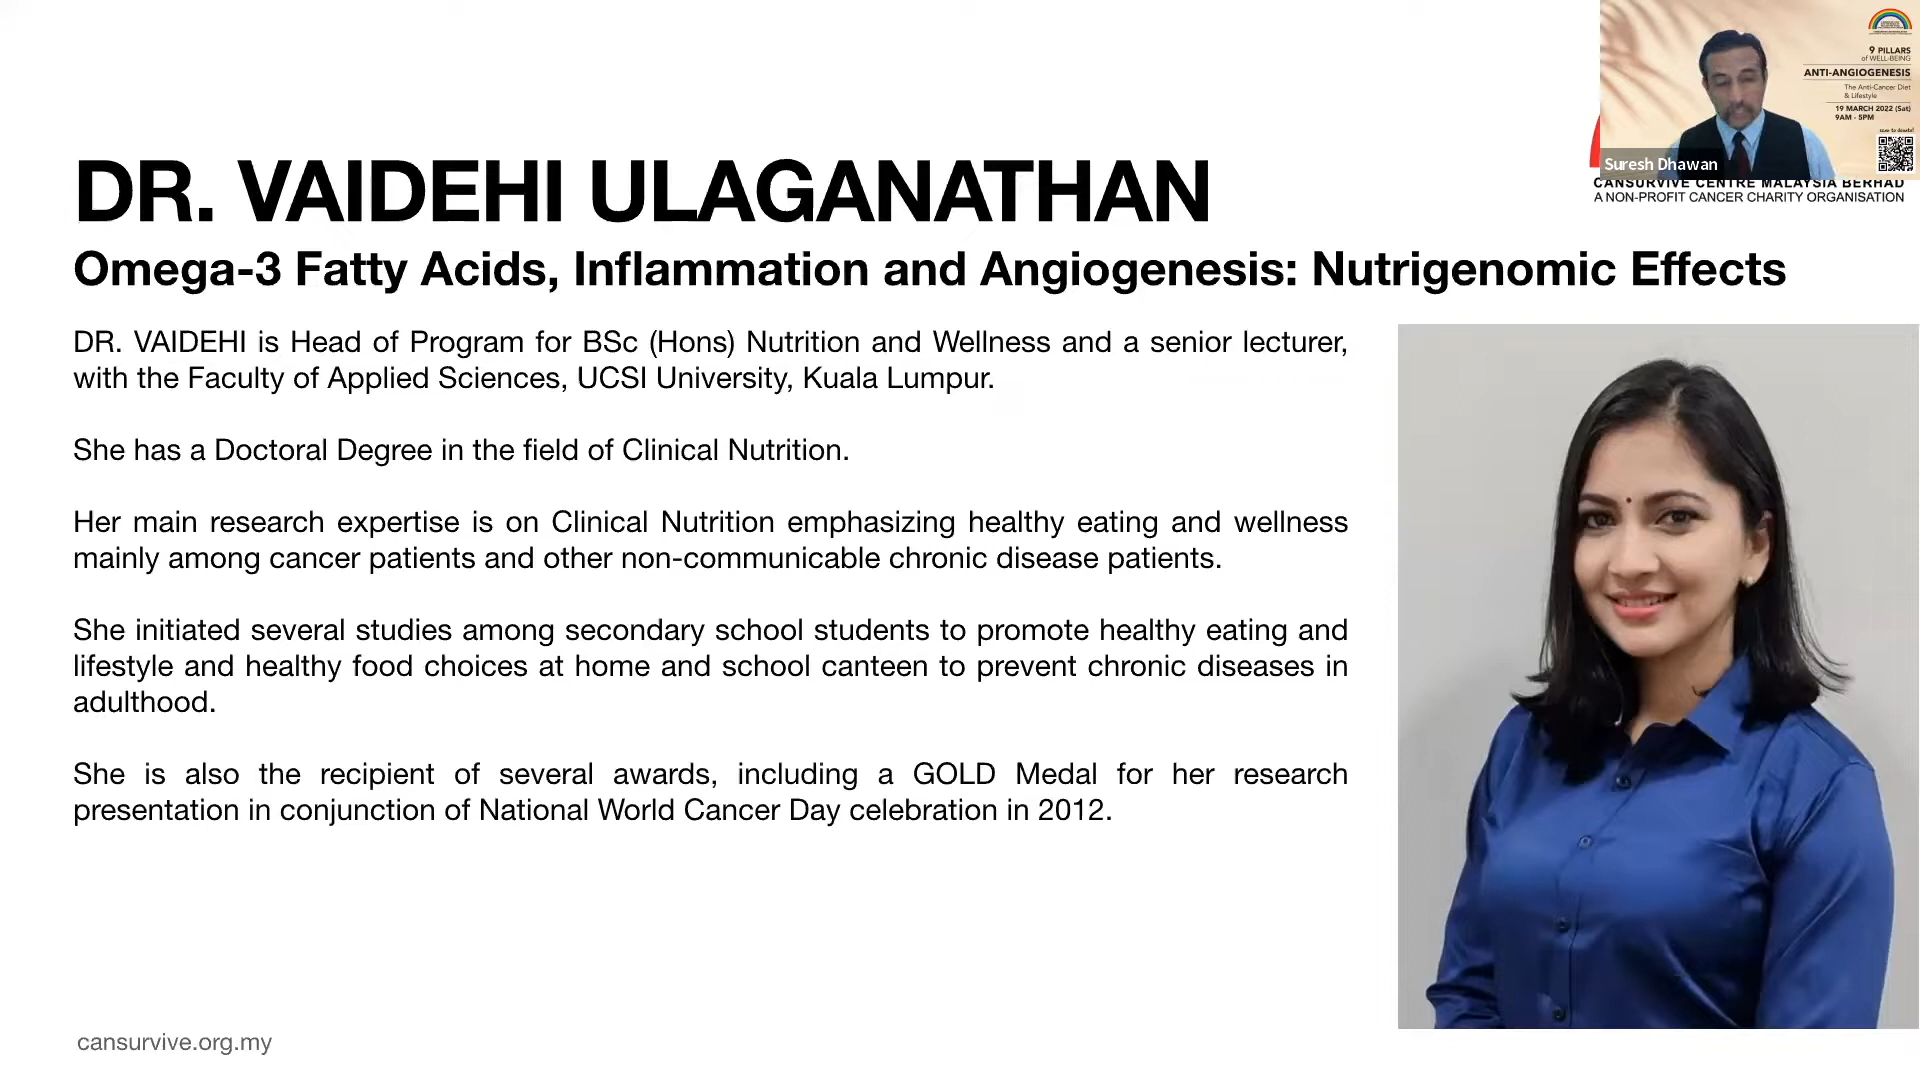 9 PILLARS
of WELL-BEING
ANTI-ANGIOGENESIS
The Anti-Cancer Diet
& Lifestyle
19 MARCH 2022 (Sat)
9AM - 5PM
scan to donate!
Suresh Dhawan
CANSURVIVE CENTRE MALAYSIA BERHAD
A NON-PROFIT CANCER CHARITY ORGANISATION
DR. VAIDEHI ULAGANATHAN
Omega-3 Fatty Acids, Inflammation and Angiogenesis: Nutrigenomic Effects
DR. VAIDEHI is Head of Program for BSc (Hons) Nutrition and Wellness and a senior lecturer,
with the Faculty of Applied Sciences, UCSI University, Kuala Lumpur.
She has a Doctoral Degree in the field of Clinical Nutrition.
Her main research expertise is on Clinical Nutrition emphasizing healthy eating and wellness
mainly among cancer patients and other non-communicable chronic disease patients.
She initiated several studies among secondary school students to promote healthy eating and
lifestyle and healthy food choices at home and school canteen to prevent chronic diseases in
adulthood.
She is also the recipient of several awards, including a GOLD Medal for her research
presentation in conjunction of National World Cancer Day celebration in 2012.
cansurvive.org.my